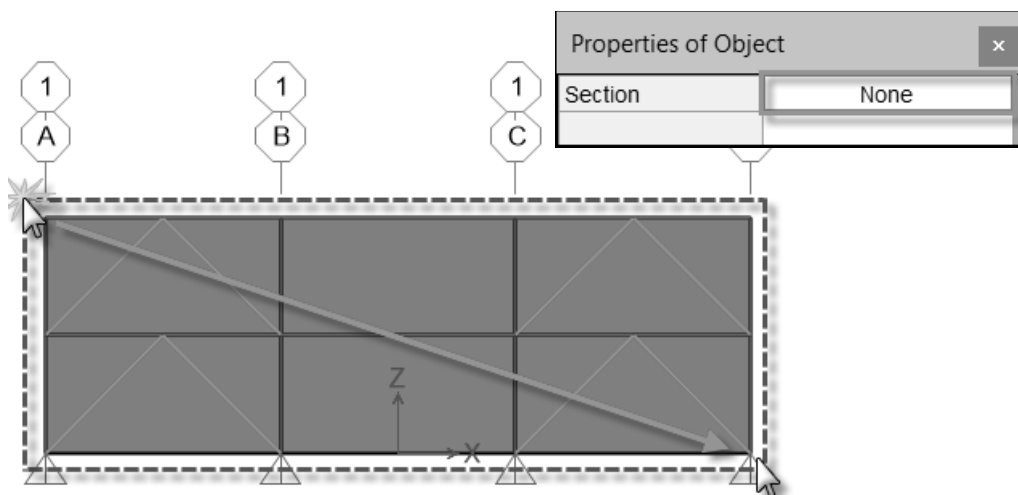 Properties of Object
×
Section None
1 1 1
A B C
Z
X